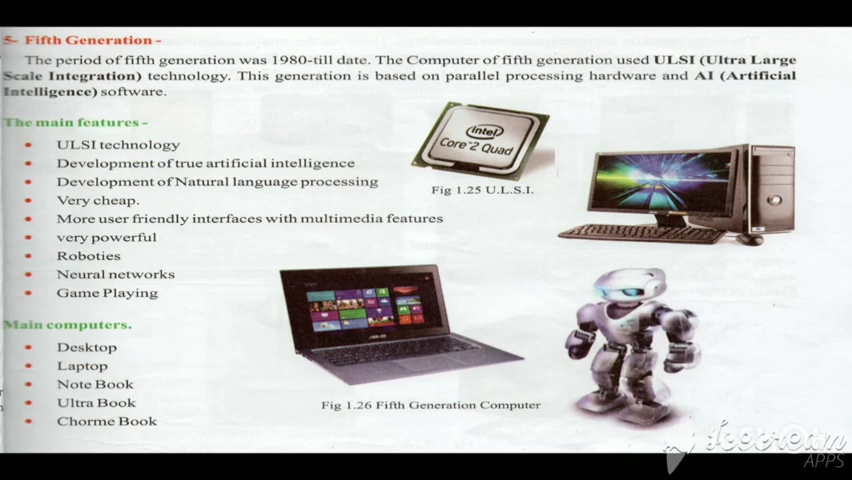 5- Fifth Generation -
The period of fifth generation was 1980-till date. The Computer of fifth generation used ULSI (Ultra Large
Scale Integration) technology. This generation is based on parallel processing hardware and AI (Artificial
Intelligence) software.
The main features -
• ULSI technology
• Development of true artificial intelligence
• Development of Natural language processing
• Very cheap.
• More user friendly interfaces with multimedia features
• very powerful
• Roboties
• Neural networks
• Game Playing
intel
Core 2 Quad
Fig 1.25 U.L.S.I.
Main computers.
• Desktop
• Laptop
• Note Book
• Ultra Book
• Chorme Book
ASUS
Fig 1.26 Fifth Generation Computer
Icecream
APPS